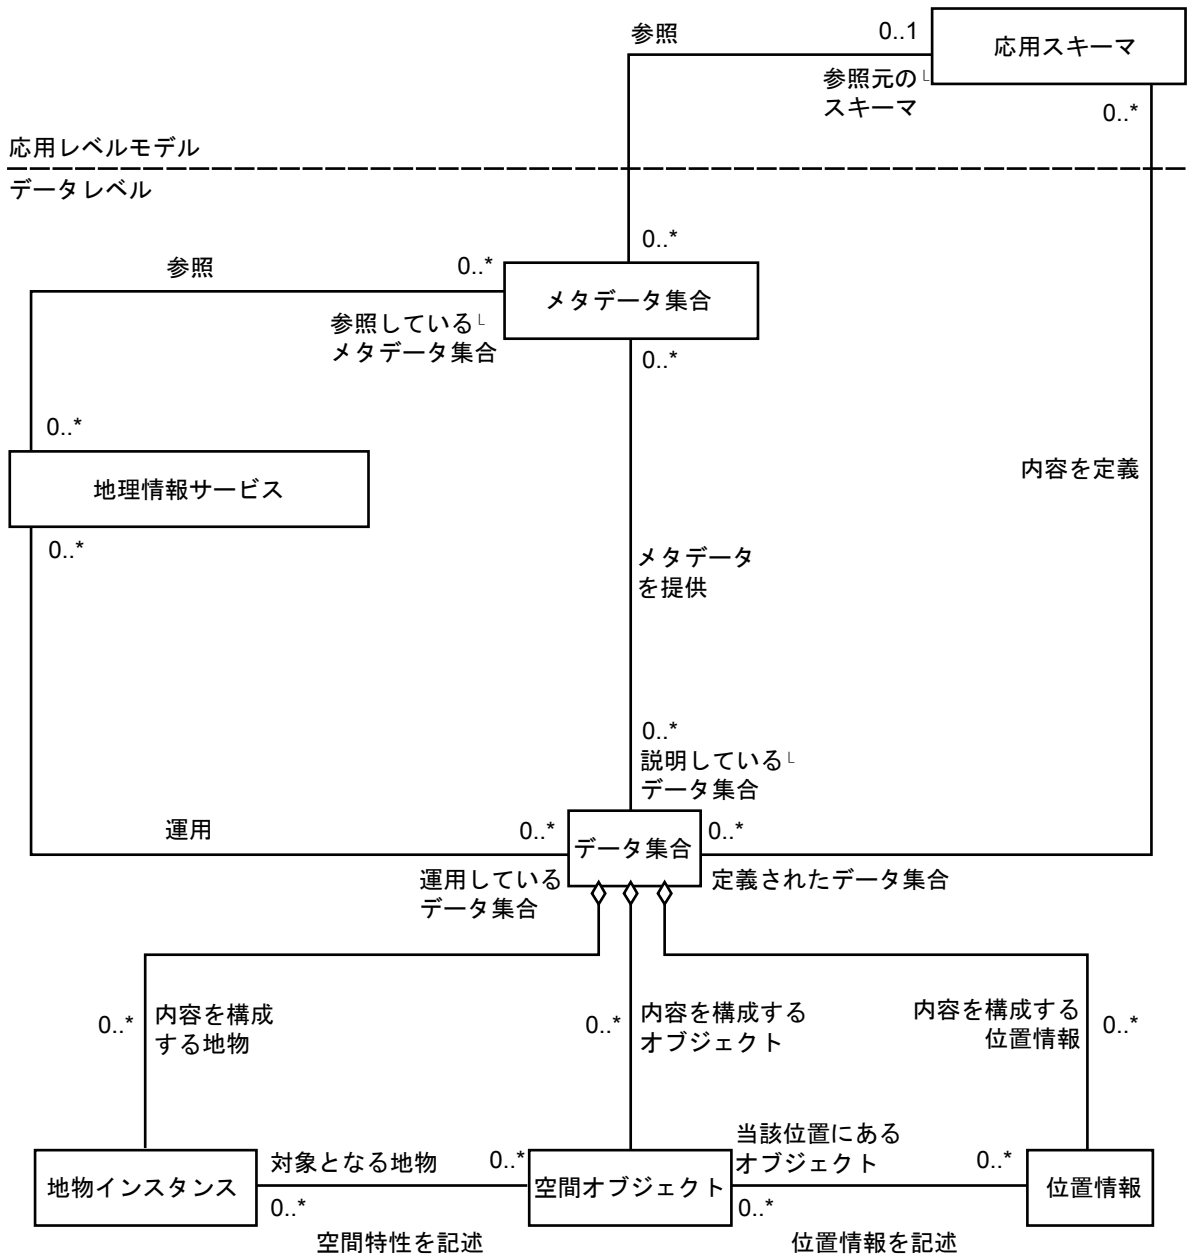 参照
0..1
応用スキーマ
参照元の
スキーマ
0..*
応用レベルモデル
データレベル
0..*
参照
0..*
メタデータ集合
参照している
メタデータ集合
0..*
0..*
地理情報サービス
内容を定義
0..*
メタデータ
を提供
0..*
説明している
データ集合
運用
0..*
データ集合
0..*
運用している
データ集合
定義されたデータ集合
0..*
内容を構成
する地物
0..*
内容を構成する
オブジェクト
内容を構成する
位置情報
0..*
地物インスタンス
対象となる地物
0..*
0..*
空間特性を記述
空間オブジェクト
当該位置にある
オブジェクト
0..*
0..*
位置情報を記述
位置情報